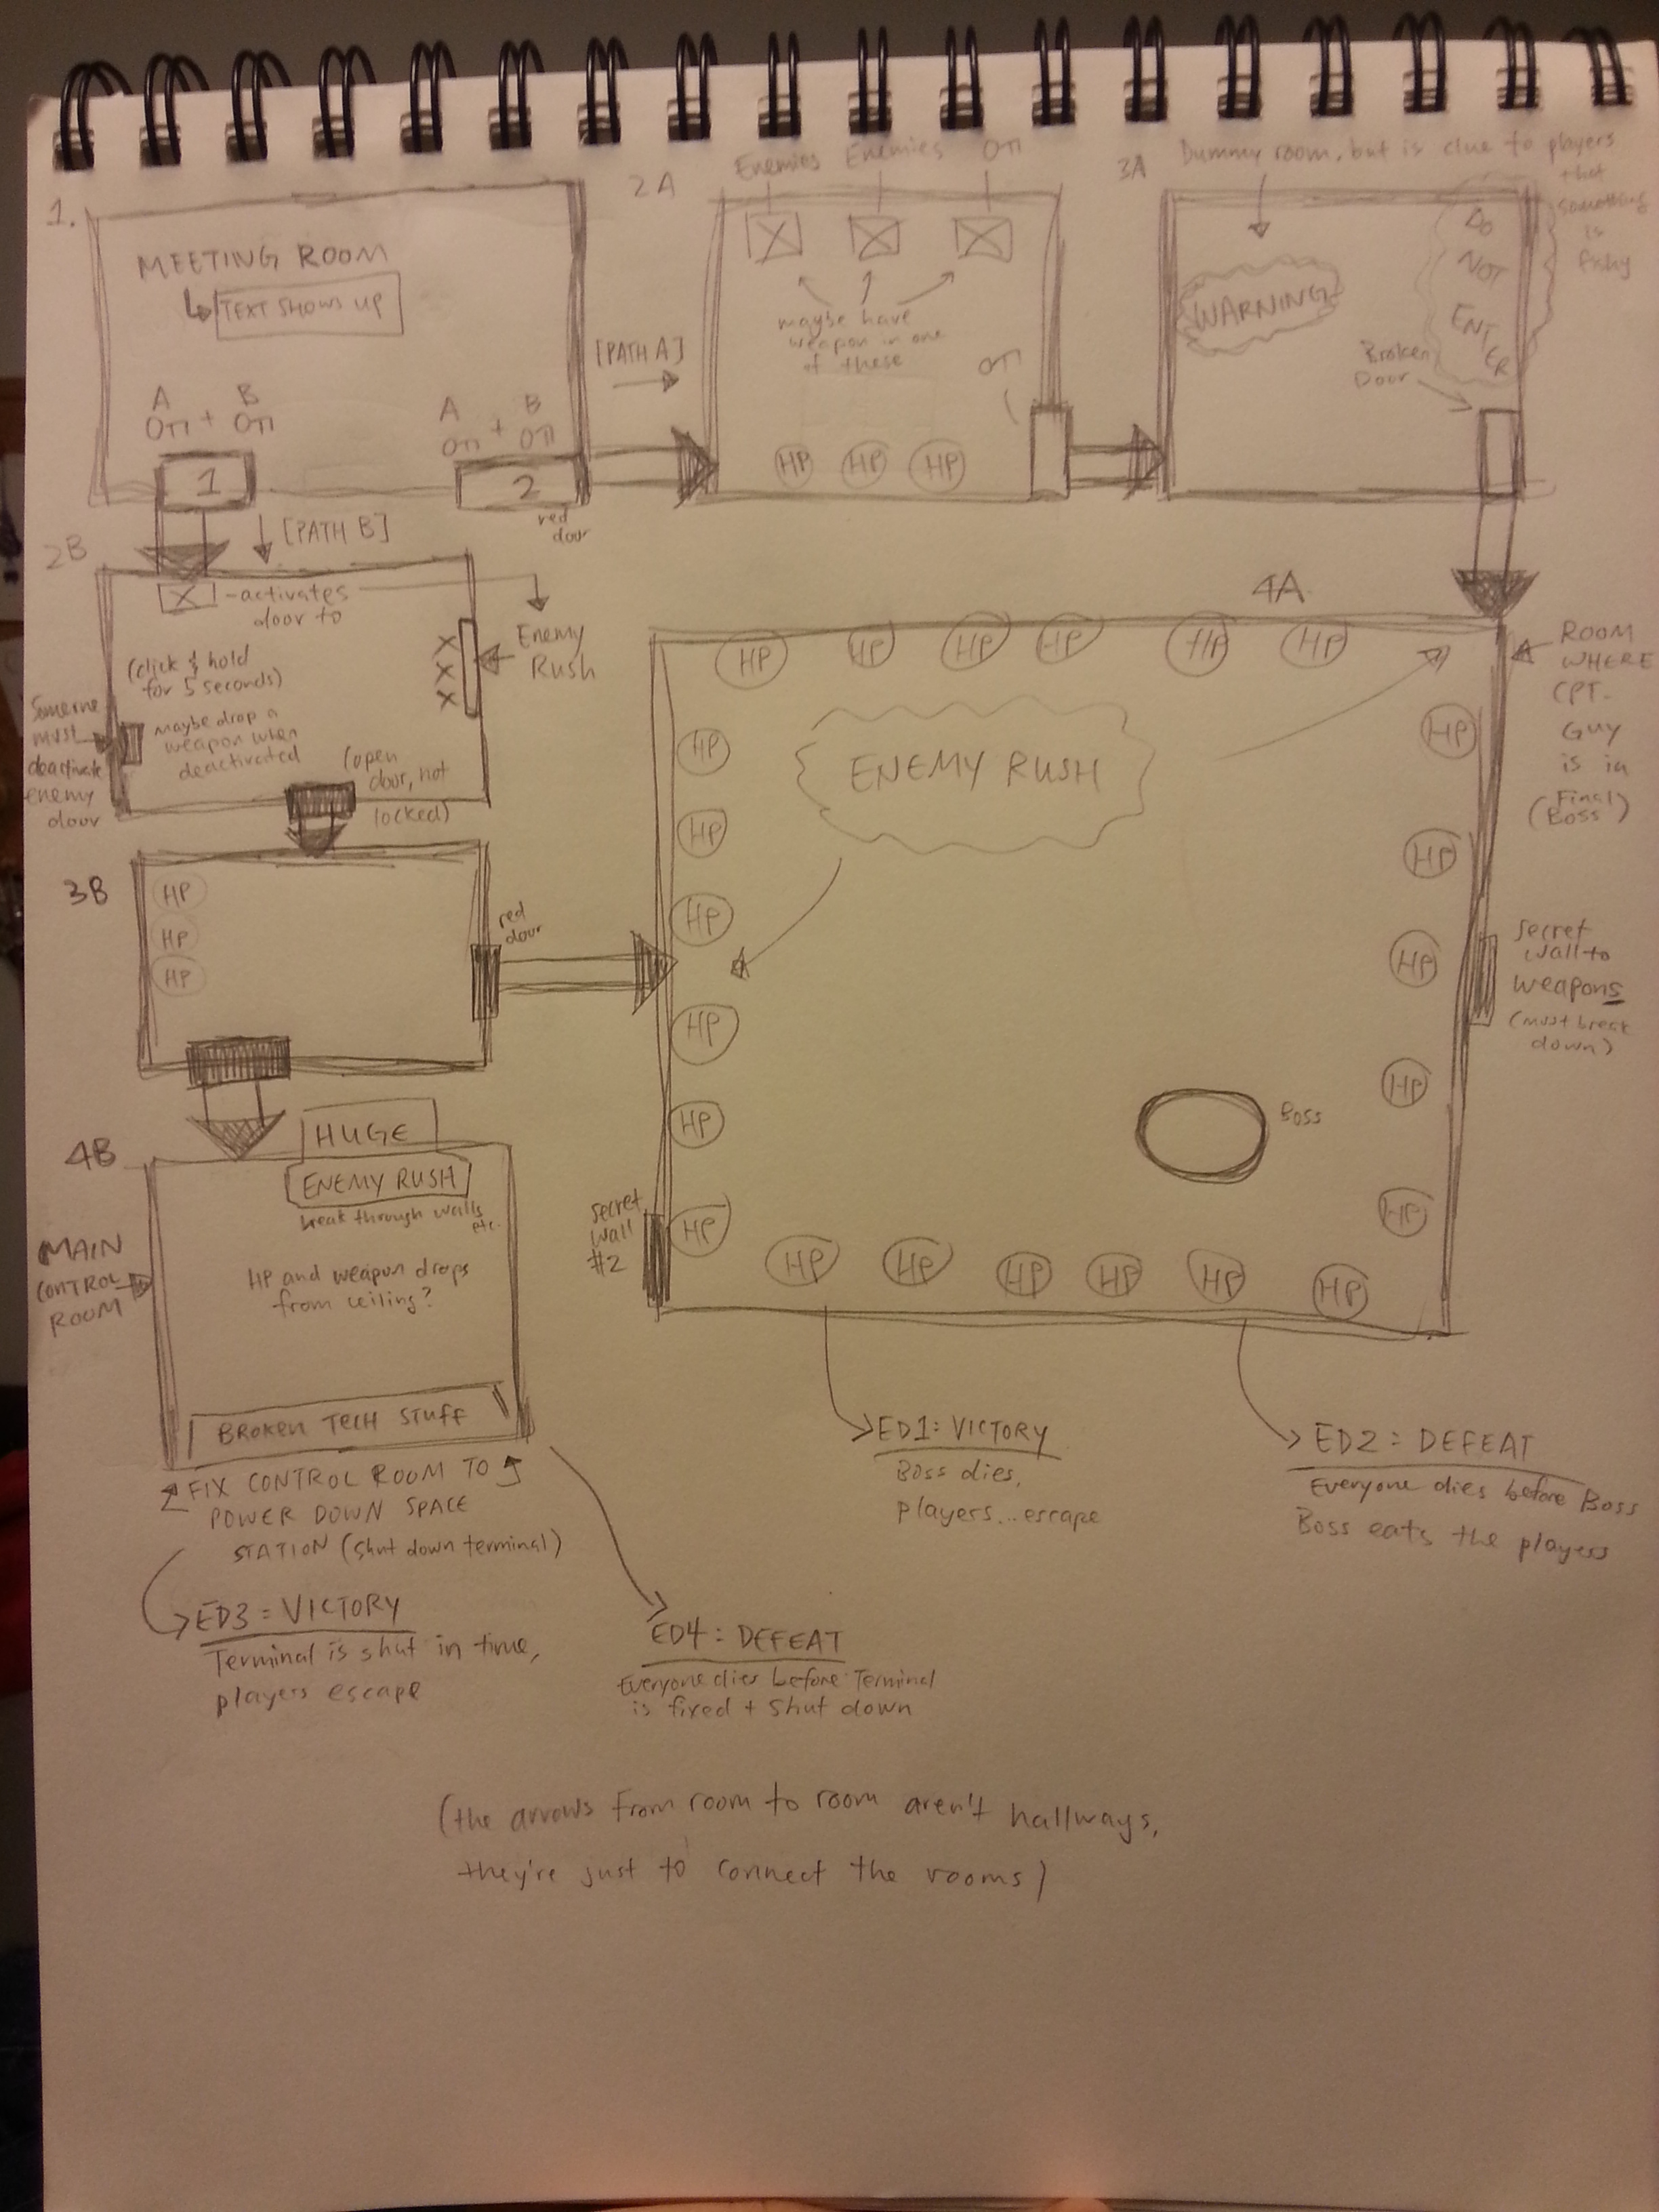 1.
MEETING ROOM
TEXT SHOWS UP
A + B
A + B
1
2
red
door
[PATH A]
[PATH B]
2A
Enemies Enemies
maybe have
weapon in one
of these
HP HP HP
3A
Dummy room, but is clue to players
that
something
is
fishy
WARNING
DO
NOT
ENT
ER
Broken
Door
2B
X -activates
door to
Enemy
Rush
X
X
X
(click & hold
for 5 seconds)
maybe drop a
weapon when
deactivated
Someone
must
deactivate
enemy
door
(open
door, not
locked)
3B
HP
HP
HP
red
door
4A
HP HP HP HP HP HP
ENEMY RUSH
ROOM
WHERE
CPT.
GUY
is in
(Final
Boss)
HP
HP
HP
HP
HP
HP
HP
HP
HP
HP
HP
secret
wall to
weapons
(must break
down)
Boss
secret
wall
#2
HP HP HP HP HP HP
4B
HUGE
ENEMY RUSH
break through walls
etc.
MAIN
CONTROL
ROOM
HP and weapon drops
from ceiling?
BROKEN TECH STUFF
FIX CONTROL ROOM TO
POWER DOWN SPACE
STATION (shut down terminal)
ED1: VICTORY
Boss dies,
players...escape
ED2: DEFEAT
Everyone dies before Boss
Boss eats the players
ED3: VICTORY
Terminal is shut in time,
players escape
ED4: DEFEAT
Everyone dies before Terminal
is fixed + shut down
(the arrows from room to room aren't hallways,
they're just to connect the rooms)